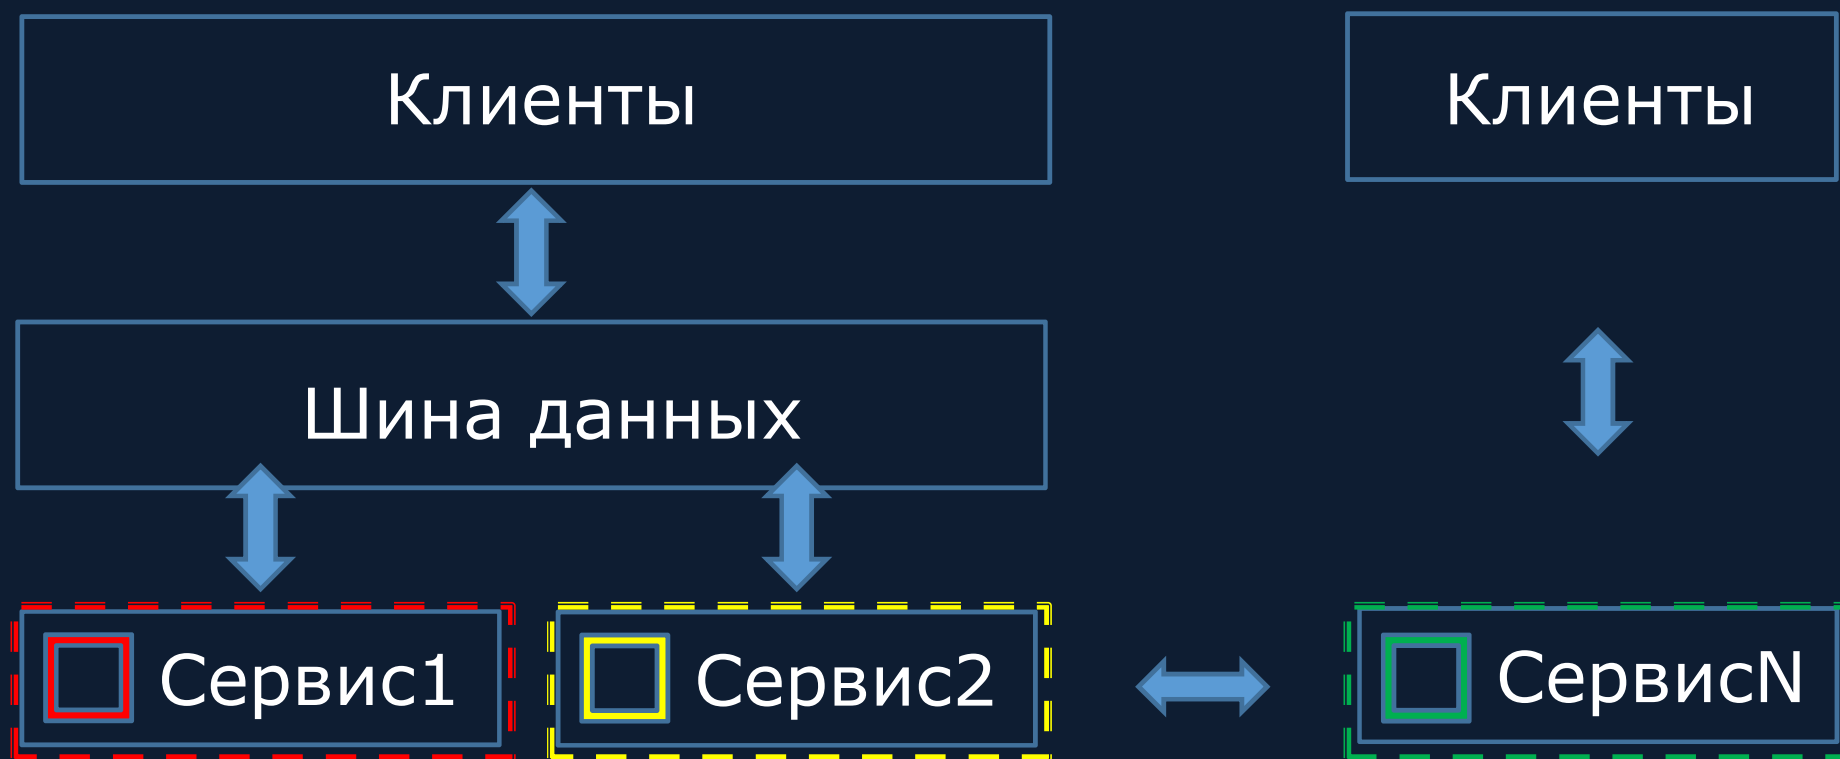 Клиенты
Клиенты
Шина данных
Сервис1
Сервис2
СервисN